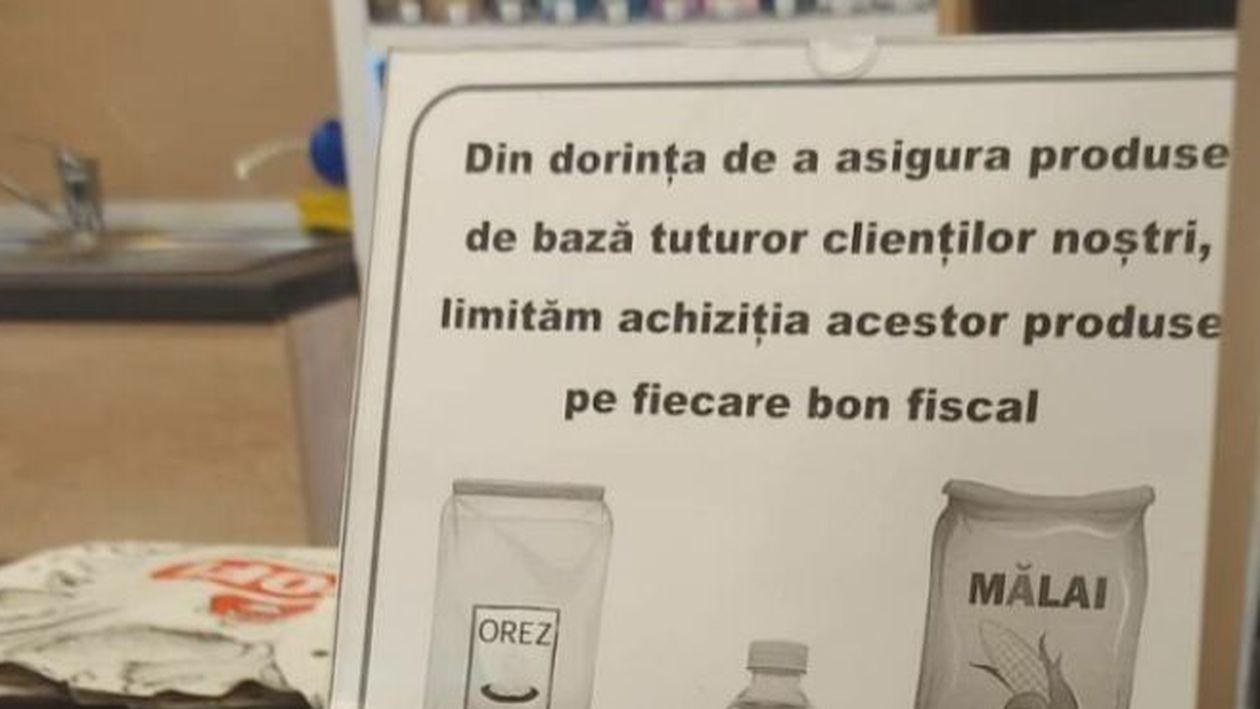 Din dorința de a asigura produse
de bază tuturor clienților noștri,
limităm achiziția acestor produse
pe fiecare bon fiscal
OREZ
MĂLAI